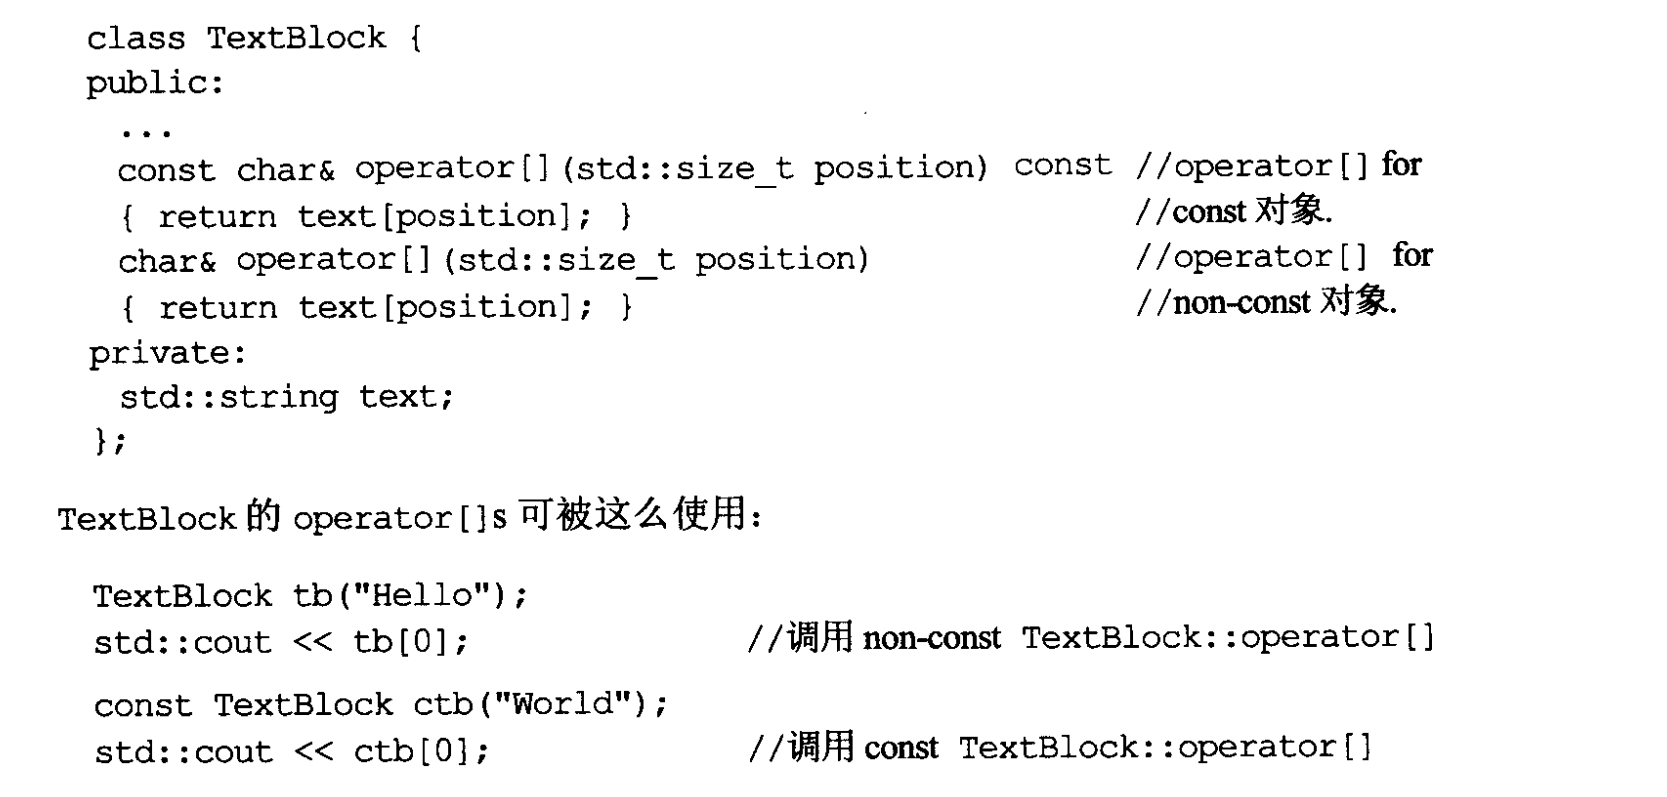 class TextBlock {
public:
...
const char& operator[](std::size_t position) const //operator[] for
{ return text[position]; } //const 对象.
char& operator[](std::size_t position) //operator[] for
{ return text[position]; } //non-const 对象.
private:
std::string text;
};
TextBlock 的 operator[]s 可被这么使用：
TextBlock tb("Hello");
std::cout << tb[0]; //调用 non-const TextBlock::operator[]
const TextBlock ctb("World");
std::cout << ctb[0]; //调用 const TextBlock::operator[]